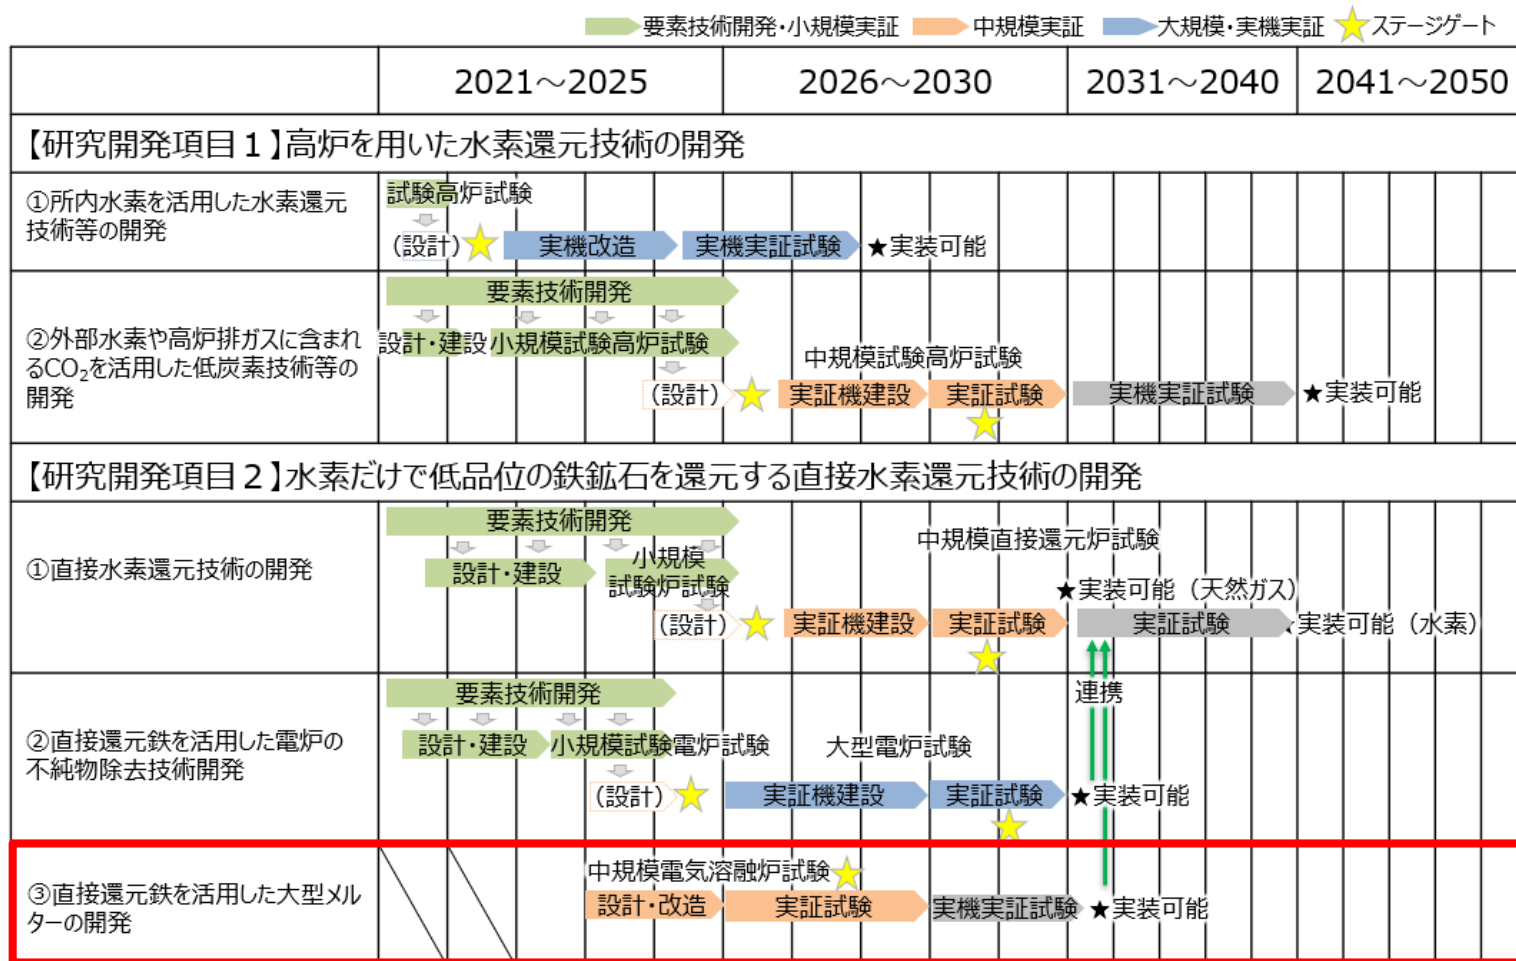 要素技術開発・小規模実証 中規模実証 大規模・実機実証 ステージゲート
2021～2025 2026～2030 2031～2040 2041～2050
【研究開発項目１】高炉を用いた水素還元技術の開発
①所内水素を活用した水素還元
技術等の開発
試験高炉試験
（設計） 実機改造 実機実証試験 ★実装可能
②外部水素や高炉排ガスに含まれ
るCO₂を活用した低炭素技術等の
開発
要素技術開発
設計・建設 小規模試験高炉試験
中規模試験高炉試験
（設計） 実証機建設 実証試験 実機実証試験 ★実装可能
【研究開発項目２】水素だけで低品位の鉄鉱石を還元する直接水素還元技術の開発
①直接水素還元技術の開発
要素技術開発
中規模直接還元炉試験
設計・建設 小規模
試験炉試験
★実装可能（天然ガス）
（設計） 実証機建設 実証試験 実証試験 ★実装可能（水素）
②直接還元鉄を活用した電炉の
不純物除去技術開発
要素技術開発
連携
設計・建設 小規模試験電炉試験 大型電炉試験
（設計） 実証機建設 実証試験 ★実装可能
③直接還元鉄を活用した大型メル
ターの開発
中規模電気溶融炉試験
設計・改造 実証試験 実機実証試験 ★実装可能